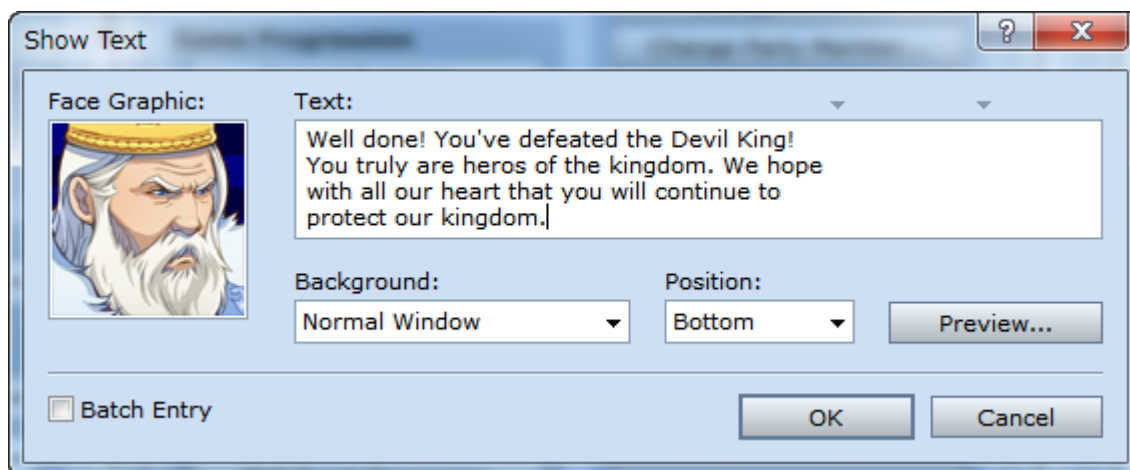 Show Text
Face Graphic:
Text:
Well done! You've defeated the Devil King!
You truly are heros of the kingdom. We hope
with all our heart that you will continue to
protect our kingdom.
Background:
Position:
Normal Window
Bottom
Preview...
Batch Entry
OK
Cancel